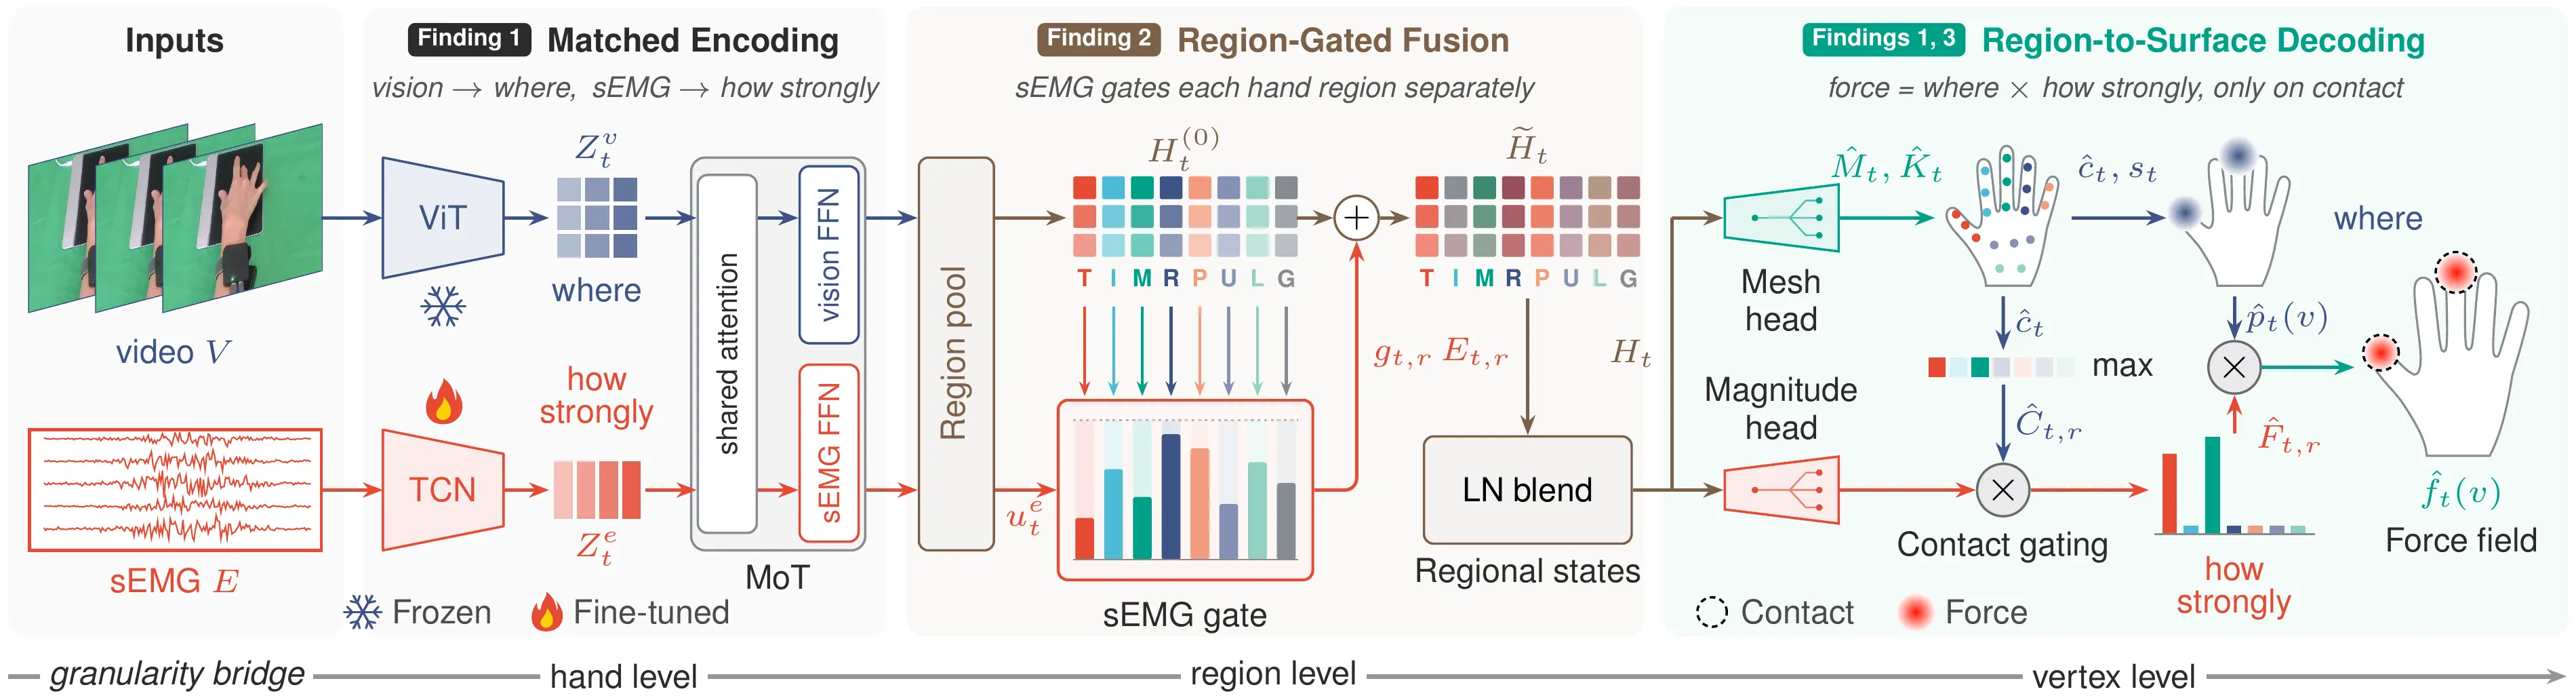 Inputs
video V
sEMG E
Finding 1 Matched Encoding
vision → where, sEMG → how strongly
ViT
Z_t^v
where
TCN
how
strongly
Z_t^e
shared attention
vision FFN
sEMG FFN
MoT
Frozen
Fine-tuned
Finding 2 Region-Gated Fusion
sEMG gates each hand region separately
Region pool
H_t^{(0)}
T I M R P U L G
+
H̃_t
T I M R P U L G
u_t^e
g_{t,r} E_{t,r}
H_t
sEMG gate
LN blend
Regional states
Findings 1, 3 Region-to-Surface Decoding
force = where × how strongly, only on contact
Mesh
head
M̂_t, K̂_t
ĉ_t, s_t
where
ĉ_t
max
p̂_t(v)
×
Magnitude
head
Ĉ_{t,r}
×
Contact gating
F̂_{t,r}
how
strongly
f̂_t(v)
Force field
Contact
Force
granularity bridge
hand level
region level
vertex level